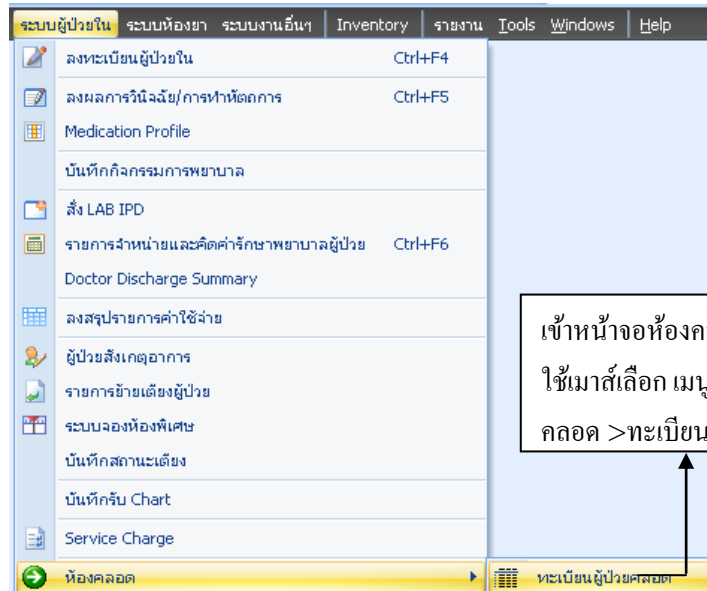 ระบบผู้ป่วยใน ระบบห้องยา ระบบงานอื่นๆ Inventory รายงาน Tools Windows Help
ลงทะเบียนผู้ป่วยใน Ctrl+F4
ลงผลการวินิจฉัย/การทำหัตถการ Ctrl+F5
Medication Profile
บันทึกกิจกรรมการพยาบาล
สั่ง LAB IPD
รายการจำหน่ายและคิดค่ารักษาพยาบาลผู้ป่วย Ctrl+F6
Doctor Discharge Summary
ลงสรุปรายการค่าใช้จ่าย
ผู้ป่วยสังเกตุอาการ
รายการย้ายเตียงผู้ป่วย
ระบบจองห้องพิเศษ
บันทึกสถานะเตียง
บันทึกรับ Chart
Service Charge
ห้องคลอด
ทะเบียนผู้ป่วยคลอด
เข้าหน้าจอห้องค
ใช้เมาส์เลือก เมนู
คลอด >ทะเบียน